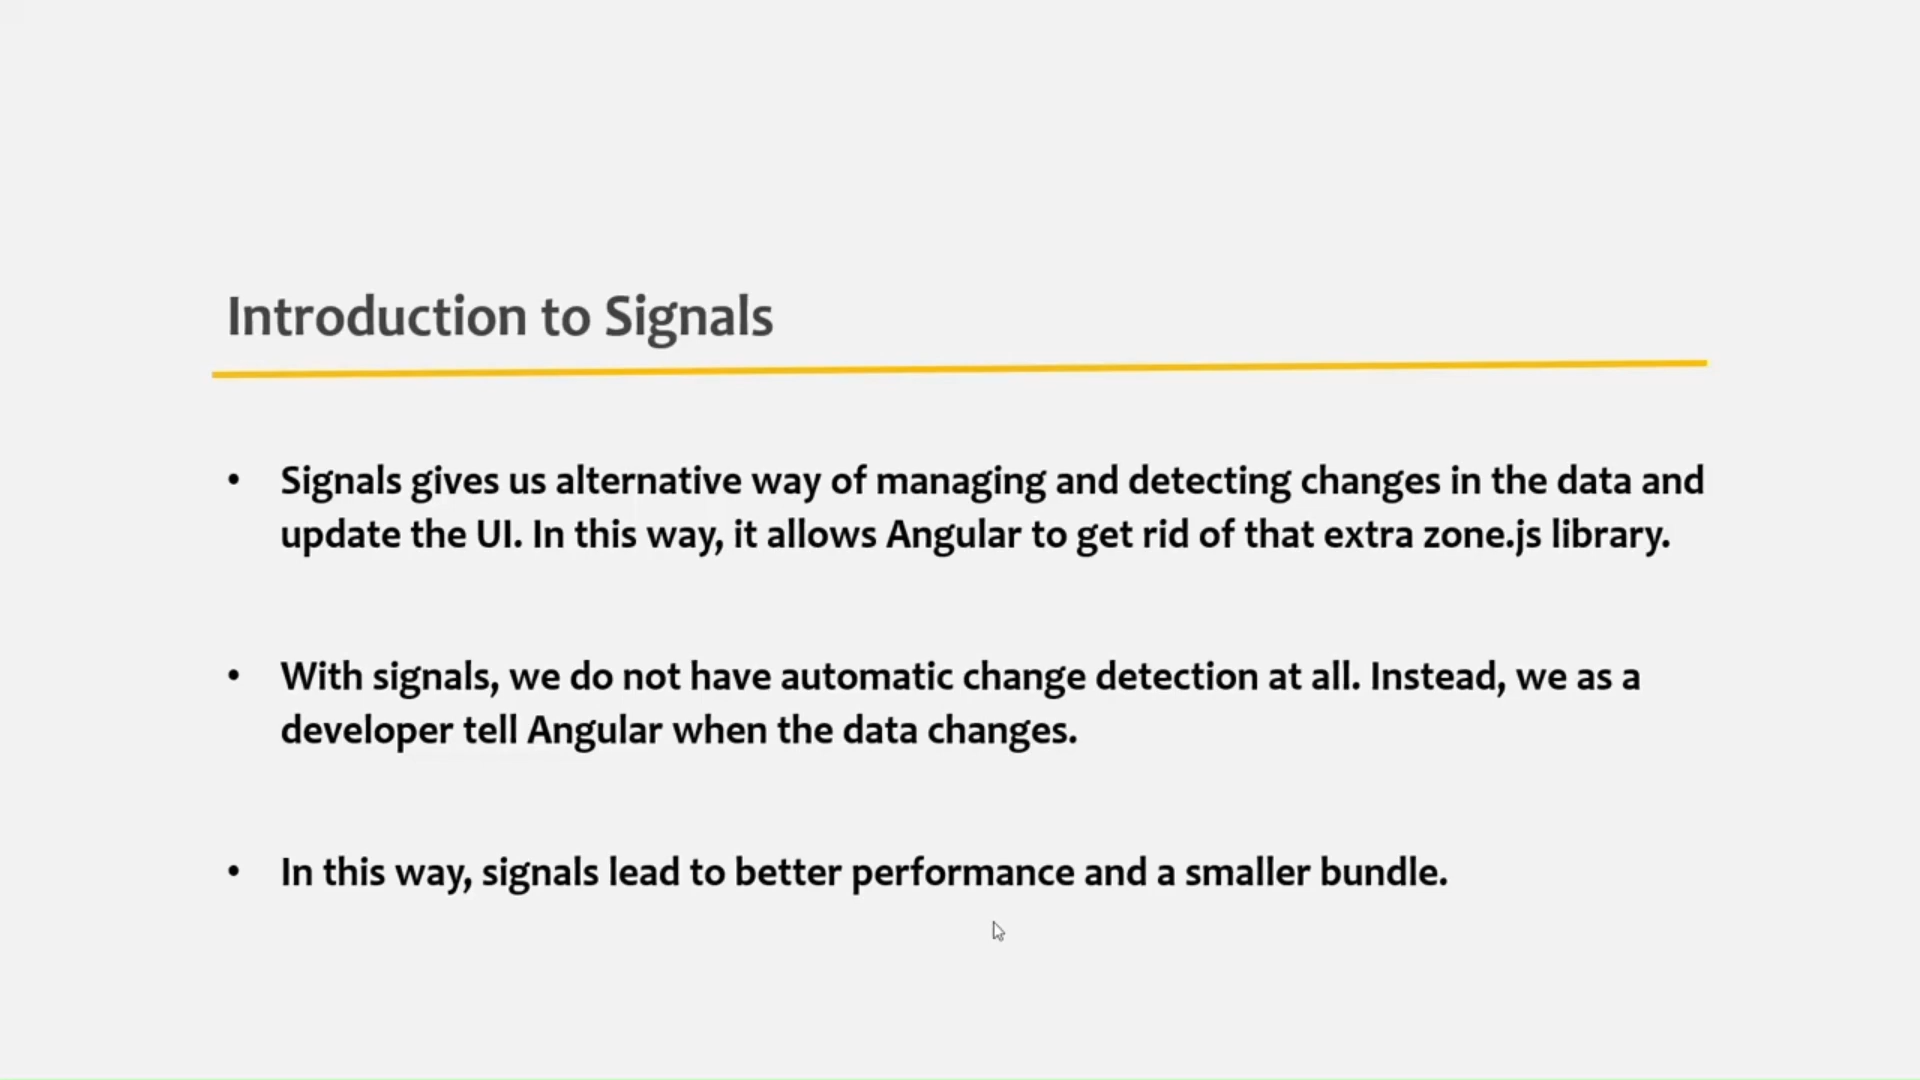 Introduction to Signals
• Signals gives us alternative way of managing and detecting changes in the data and
update the UI. In this way, it allows Angular to get rid of that extra zone.js library.
• With signals, we do not have automatic change detection at all. Instead, we as a
developer tell Angular when the data changes.
• In this way, signals lead to better performance and a smaller bundle.